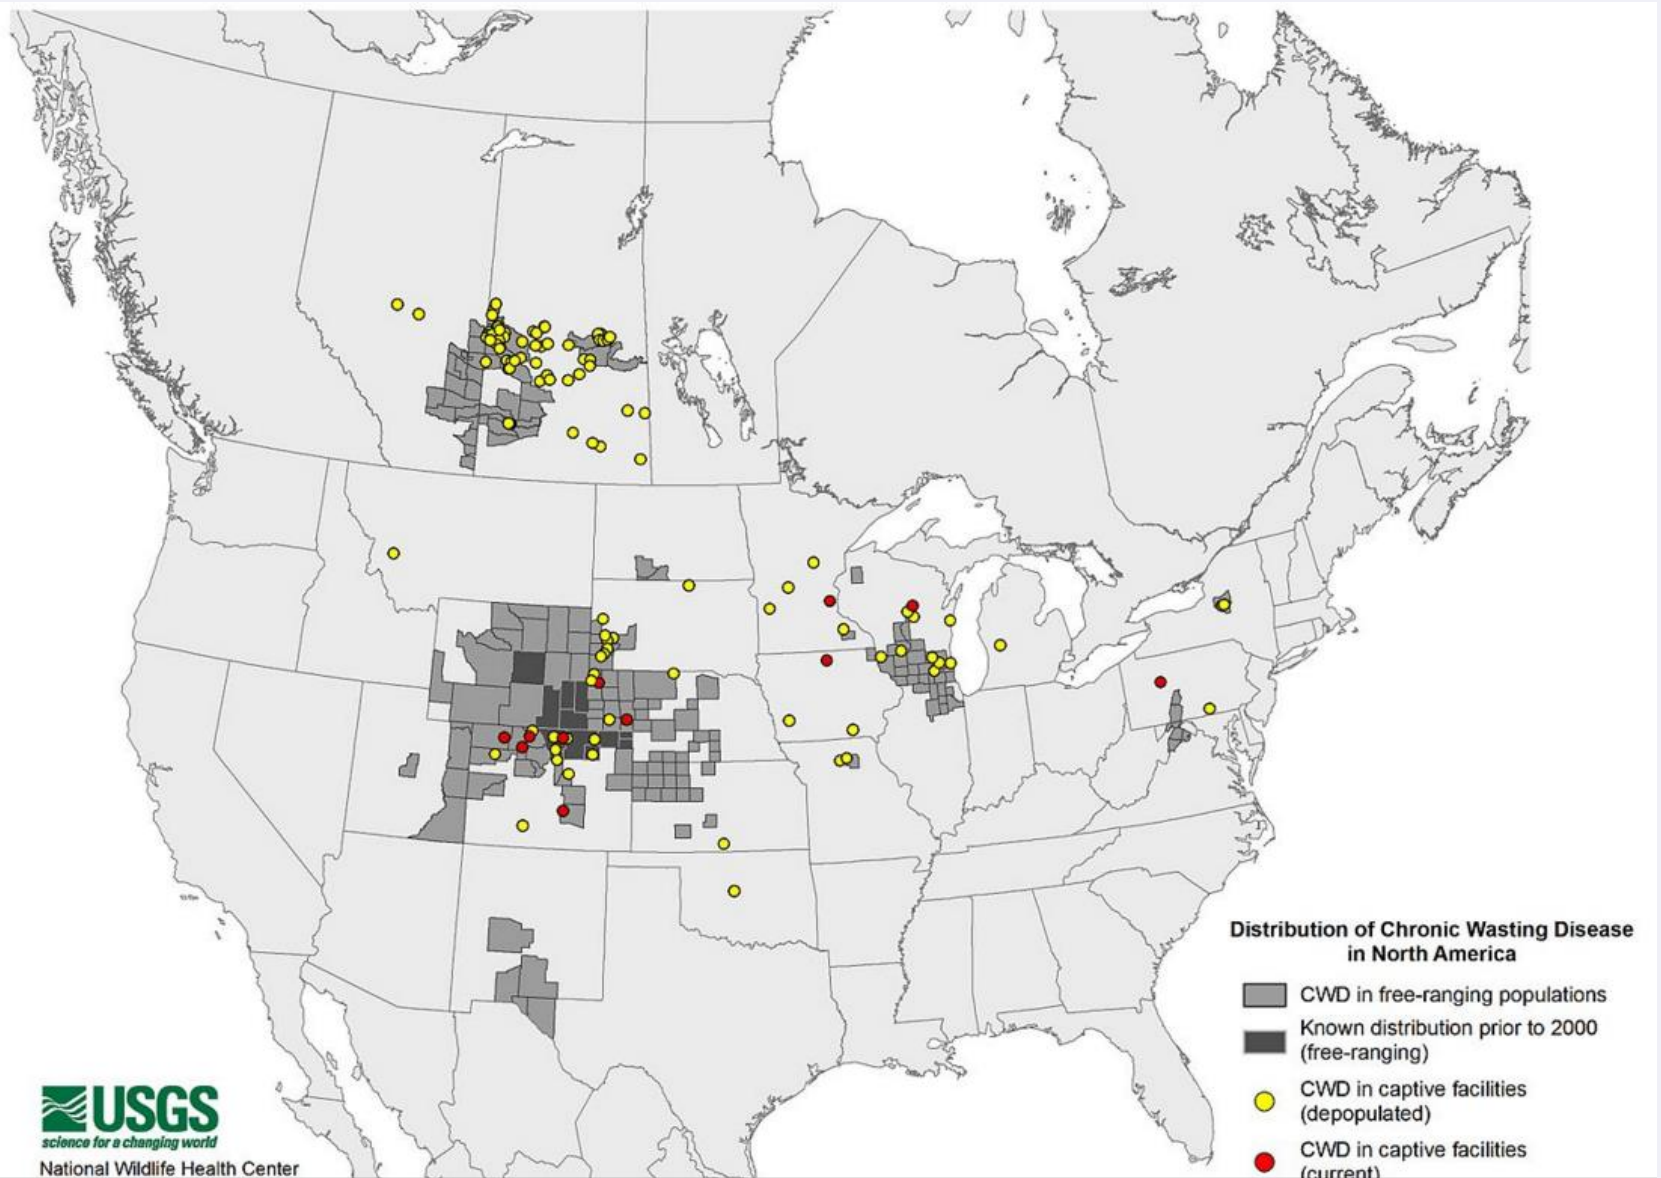 Distribution of Chronic Wasting Disease
in North America
CWD in free-ranging populations
Known distribution prior to 2000
(free-ranging)
CWD in captive facilities
(depopulated)
CWD in captive facilities
(current)
USGS
science for a changing world
National Wildlife Health Center